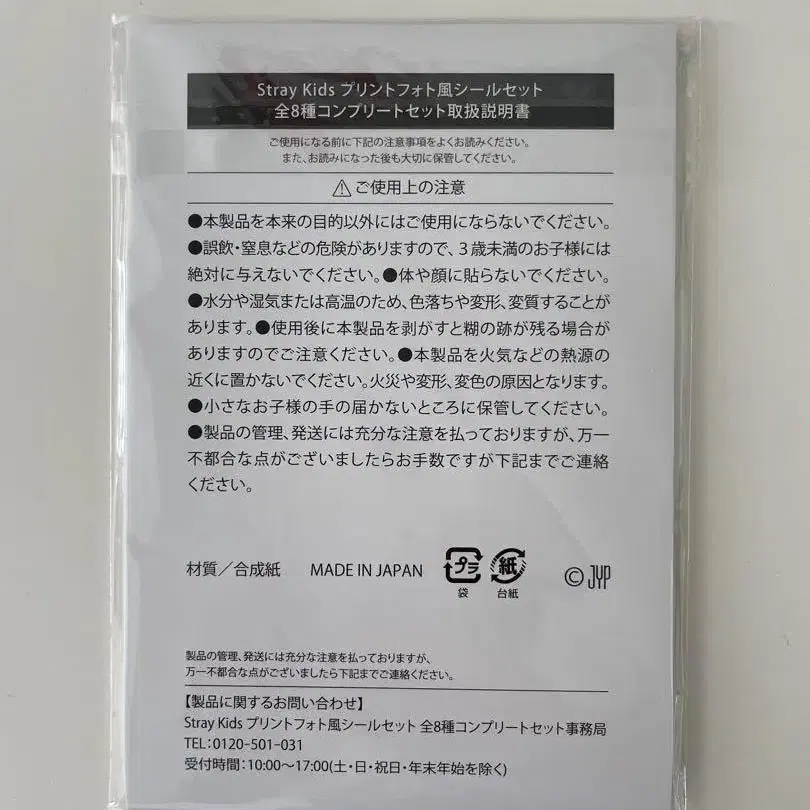 Stray Kids プリントフォト風シールセット
全8種コンプリートセット取扱説明書
ご使用になる前に下記の注意事項をよくお読みください。
また、お読みになった後も大切に保管してください。
⚠ご使用上の注意
●本製品を本来の目的以外にはご使用にならないでください。
●誤飲・窒息などの危険がありますので、3歳未満のお子様には
絶対に与えないでください。●体や顔に貼らないでください。
●水分や湿気または高温のため、色落ちや変形、変質することが
あります。●使用後に本製品を剥がすと糊の跡が残る場合が
ありますのでご注意ください。●本製品を火気などの熱源の
近くに置かないでください。火災や変形、変色の原因となります。
●小さなお子様の手の届かないところに保管してください。
●製品の管理、発送には充分な注意を払っておりますが、万一
不都合な点がございましたらお手数ですが下記までご連絡
ください。
材質／合成紙 MADE IN JAPAN プラ 紙 ©JYP
袋 台紙
製品の管理、発送には充分な注意を払っておりますが、
万一不都合な点がございましたら下記までご連絡ください。
【製品に関するお問い合わせ】
Stray Kids プリントフォト風シールセット 全8種コンプリートセット事務局
TEL：0120-501-031
受付時間：10:00〜17:00(土・日・祝日・年末年始を除く)